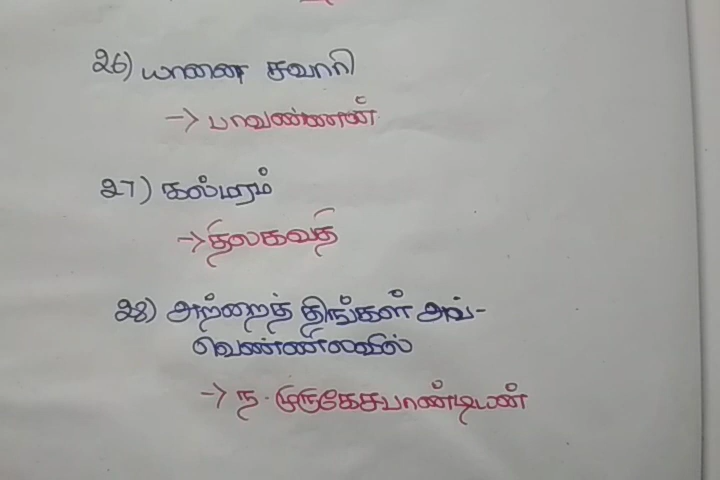 26) யானை சவாரி
-> பாவண்ணன்
27) கல்மரம்
-> திலகவதி
28) அற்றைத் திங்கள் அவ்-
வெண்ணிலவில்
-> ந. முருகேசபாண்டியன்